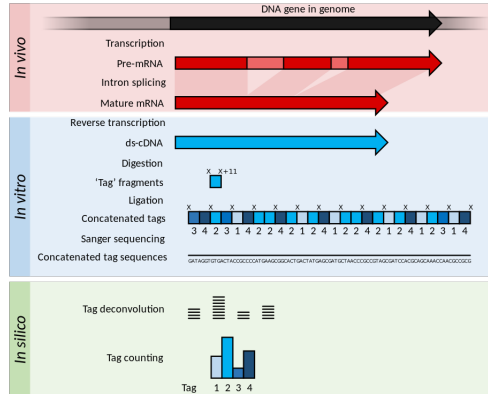 DNA gene in genome
Transcription
Pre-mRNA
Intron splicing
Mature mRNA
In vivo
Reverse transcription
ds-cDNA
Digestion
X X+11
'Tag' fragments
Ligation
X X X X X X X X X X X X X
Concatenated tags
3 4 2 3 1 2 2 4 2 2 4 2 1 2 2 4 1 2 2 4 2 3 1 4
Sanger sequencing
Concatenated tag sequences
In vitro
Tag deconvolution
Tag counting
Tag 1 2 3 4
In silico